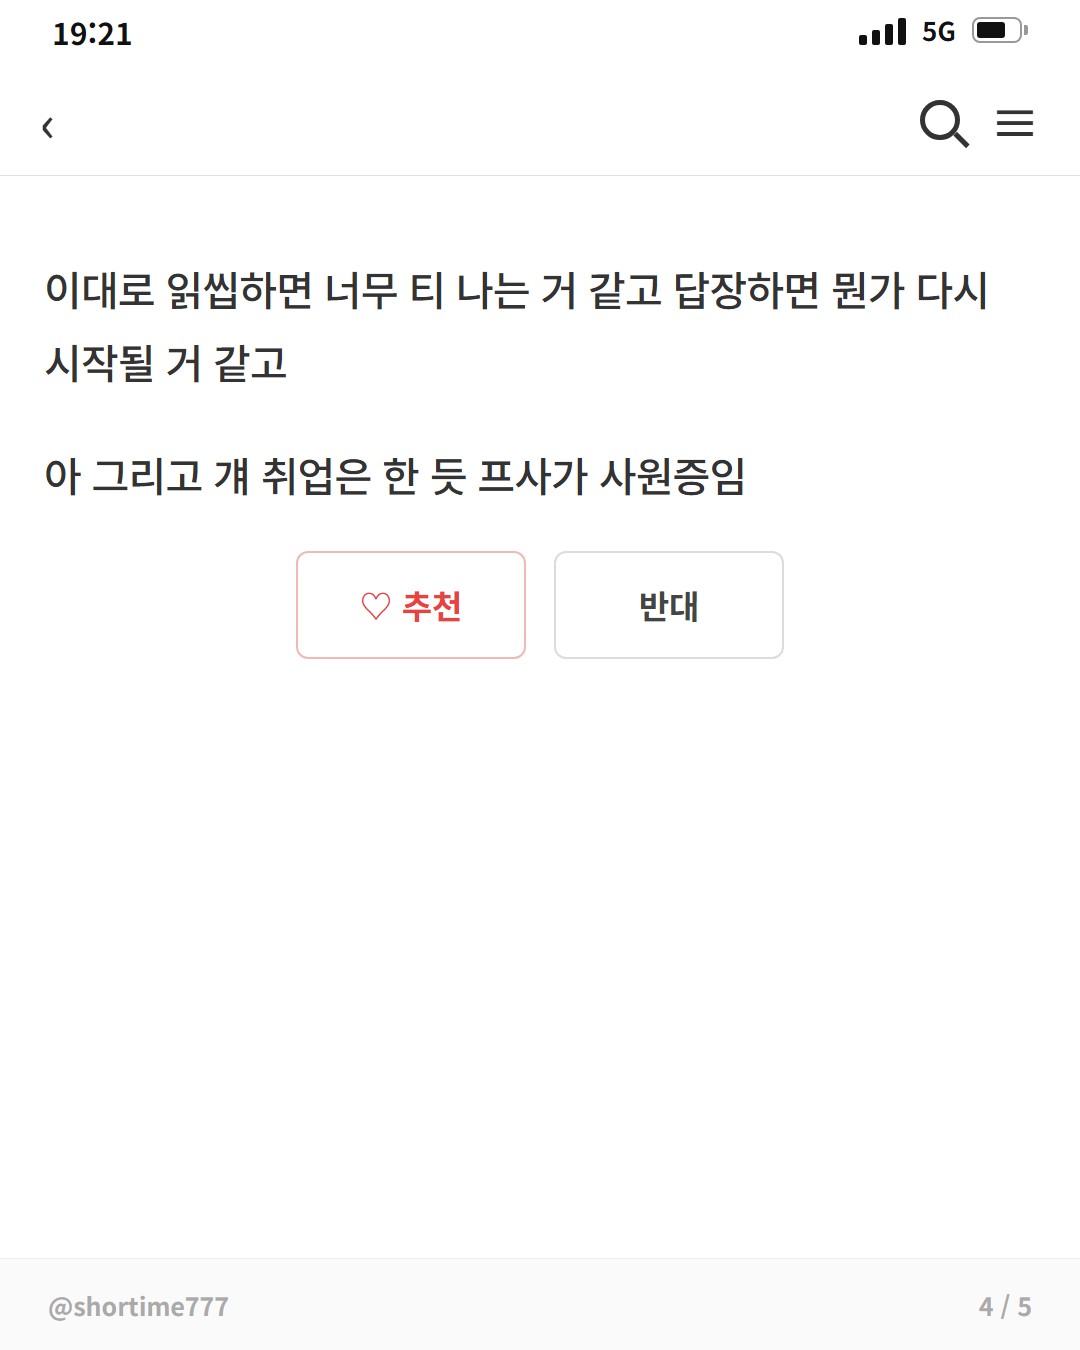 19:21
5G
이대로 읽씹하면 너무 티 나는 거 같고 답장하면 뭔가 다시
시작될 거 같고
아 그리고 걔 취업은 한 듯 프사가 사원증임
♡ 추천
반대
@shortime777
4 / 5